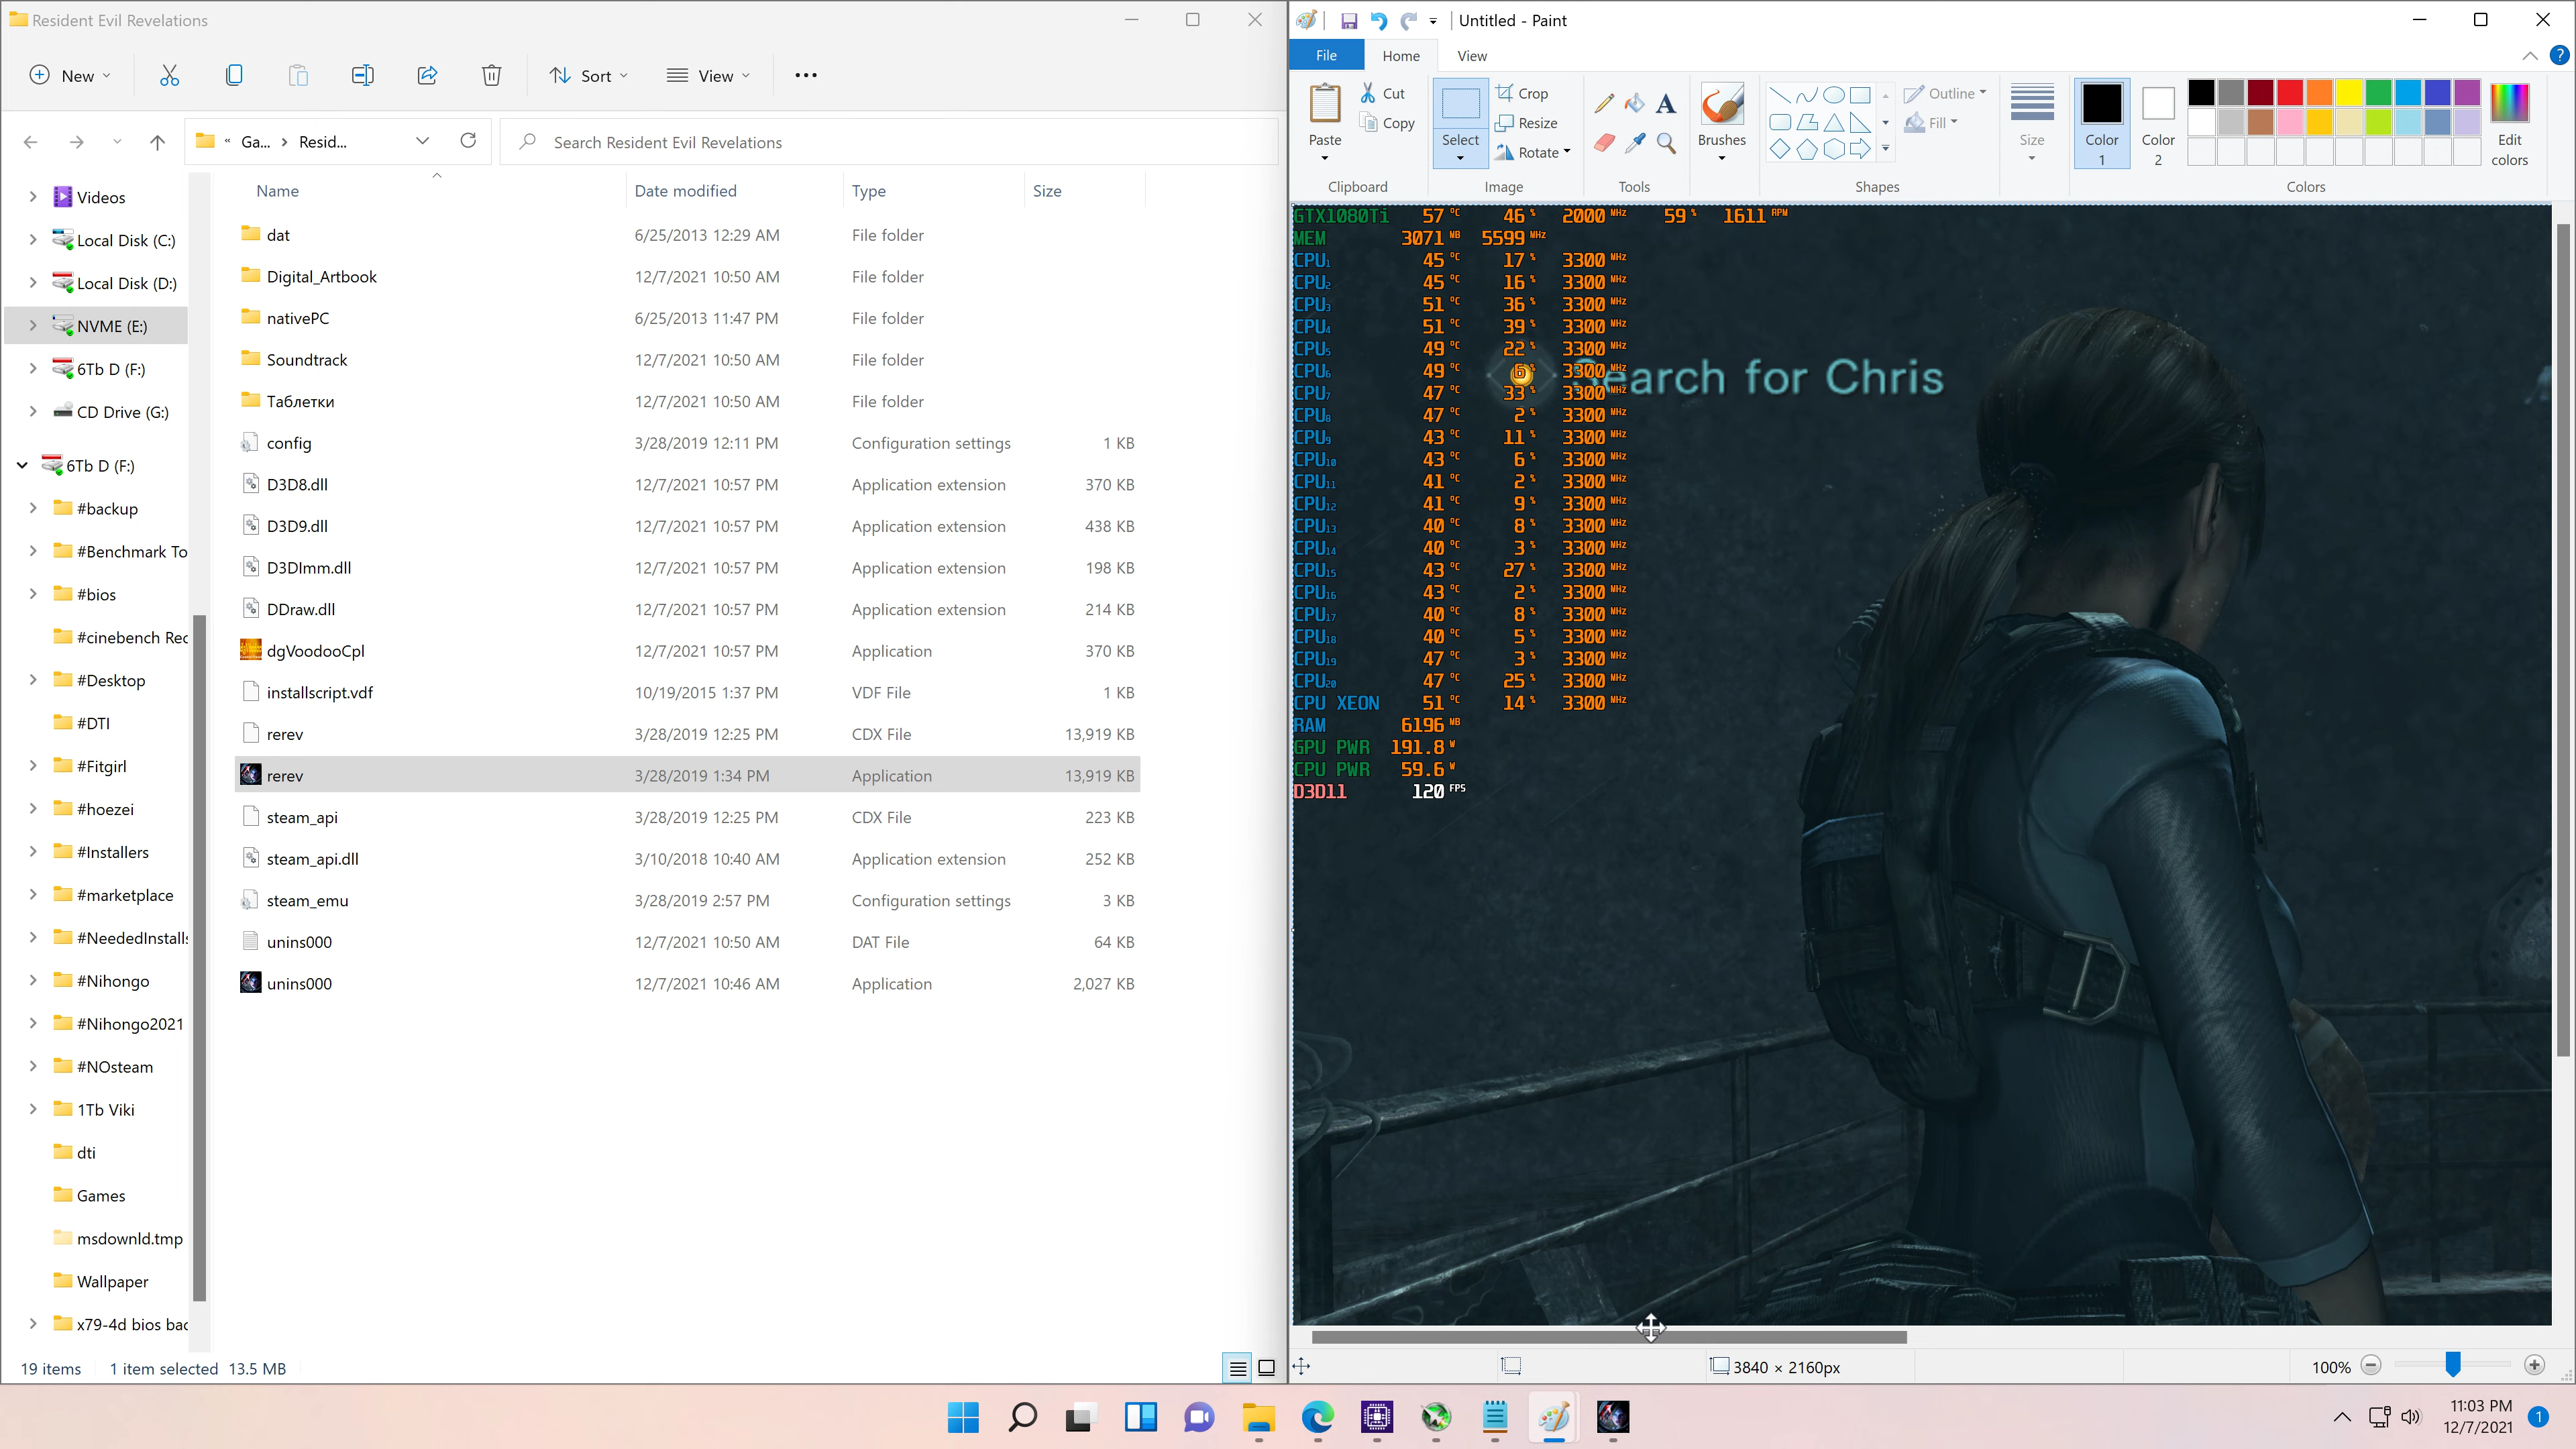 Resident Evil Revelations
New
Sort
View
Ga... > Resid...
Search Resident Evil Revelations
Videos
Local Disk (C:)
Local Disk (D:)
NVME (E:)
6Tb D (F:)
CD Drive (G:)
6Tb D (F:)
#backup
#Benchmark To
#bios
#cinebench Rec
#Desktop
#DTI
#Fitgirl
#hoezei
#Installers
#marketplace
#NeededInstalls
#Nihongo
#Nihongo2021
#NOsteam
1Tb Viki
dti
Games
msdownld.tmp
Wallpaper
x79-4d bios bac
Name Date modified Type Size
dat 6/25/2013 12:29 AM File folder
Digital_Artbook 12/7/2021 10:50 AM File folder
nativePC 6/25/2013 11:47 PM File folder
Soundtrack 12/7/2021 10:50 AM File folder
Таблетки 12/7/2021 10:50 AM File folder
config 3/28/2019 12:11 PM Configuration settings 1 KB
D3D8.dll 12/7/2021 10:57 PM Application extension 370 KB
D3D9.dll 12/7/2021 10:57 PM Application extension 438 KB
D3DImm.dll 12/7/2021 10:57 PM Application extension 198 KB
DDraw.dll 12/7/2021 10:57 PM Application extension 214 KB
dgVoodooCpl 12/7/2021 10:57 PM Application 370 KB
installscript.vdf 10/19/2015 1:37 PM VDF File 1 KB
rerev 3/28/2019 12:25 PM CDX File 13,919 KB
rerev 3/28/2019 1:34 PM Application 13,919 KB
steam_api 3/28/2019 12:25 PM CDX File 223 KB
steam_api.dll 3/10/2018 10:40 AM Application extension 252 KB
steam_emu 3/28/2019 2:57 PM Configuration settings 3 KB
unins000 12/7/2021 10:50 AM DAT File 64 KB
unins000 12/7/2021 10:46 AM Application 2,027 KB
19 items 1 item selected 13.5 MB
Untitled - Paint
File Home View
Paste
Cut
Copy
Clipboard
Select
Crop
Resize
Rotate
Image
Tools
Brushes
Outline
Fill
Shapes
Size
Color 1
Color 2
Edit colors
Colors
GTX1080Ti 57 °C 46 % 2000 MHz 59 % 1611 RPM
MEM 3071 MB 5599 MHz
CPU1 45 °C 17 % 3300 MHz
CPU2 45 °C 16 % 3300 MHz
CPU3 51 °C 36 % 3300 MHz
CPU4 51 °C 39 % 3300 MHz
CPU5 49 °C 22 % 3300 MHz
CPU6 49 °C 6 % 3300 MHz
CPU7 47 °C 33 % 3300 MHz
CPU8 47 °C 2 % 3300 MHz
CPU9 43 °C 11 % 3300 MHz
CPU10 43 °C 6 % 3300 MHz
CPU11 41 °C 2 % 3300 MHz
CPU12 41 °C 9 % 3300 MHz
CPU13 40 °C 8 % 3300 MHz
CPU14 40 °C 3 % 3300 MHz
CPU15 43 °C 27 % 3300 MHz
CPU16 43 °C 2 % 3300 MHz
CPU17 40 °C 8 % 3300 MHz
CPU18 40 °C 5 % 3300 MHz
CPU19 47 °C 3 % 3300 MHz
CPU20 47 °C 25 % 3300 MHz
CPU XEON 51 °C 14 % 3300 MHz
RAM 6196 MB
GPU PWR 191.8 W
CPU PWR 59.6 W
D3D11 120 FPS
Search for Chris
3840 × 2160px
100%
11:03 PM
12/7/2021
1